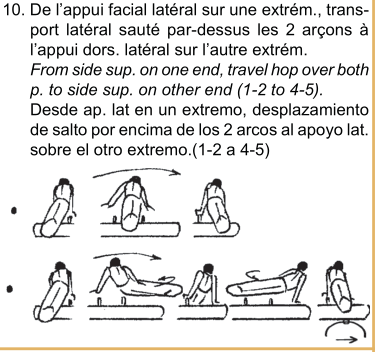 10. De l'appui facial latéral sur une extrém., trans-
port latéral sauté par-dessus les 2 arçons à
l'appui dors. latéral sur l'autre extrém.
From side sup. on one end, travel hop over both
p. to side sup. on other end (1-2 to 4-5).
Desde ap. lat en un extremo, desplazamiento
de salto por encima de los 2 arcos al apoyo lat.
sobre el otro extremo.(1-2 a 4-5)